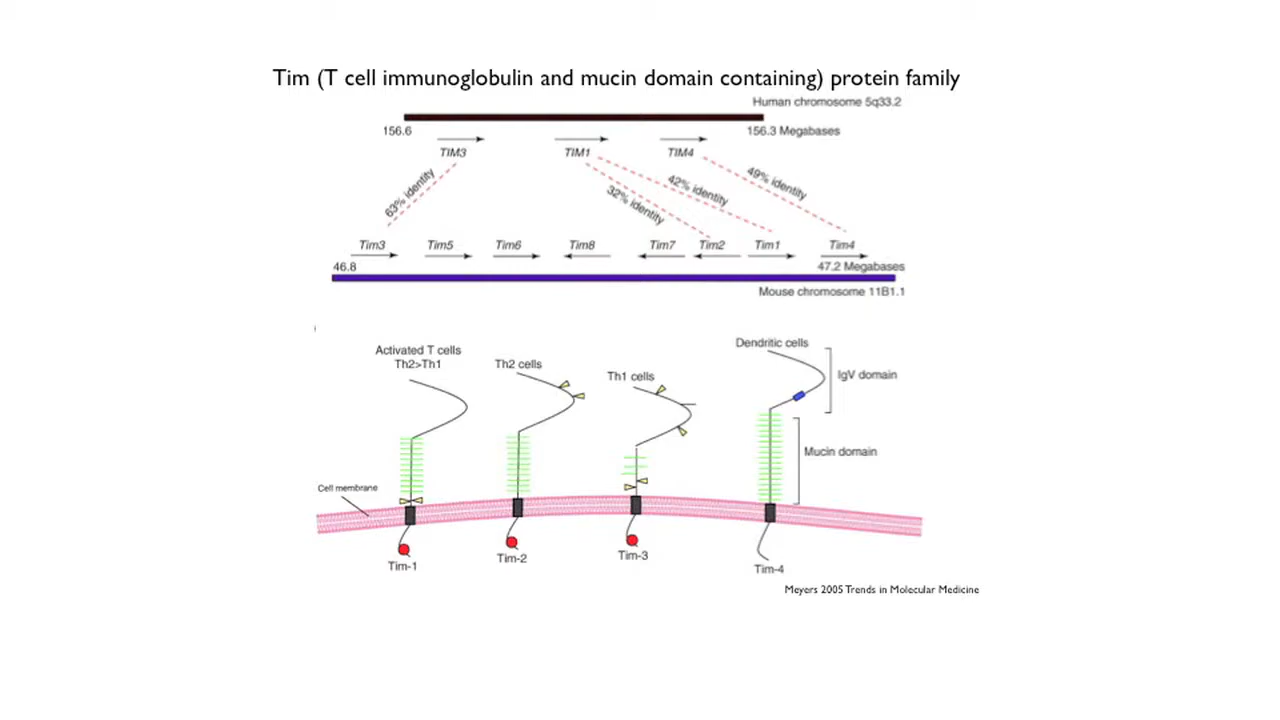 Tim (T cell immunoglobulin and mucin domain containing) protein family
Human chromosome 5q33.2
156.6
156.3 Megabases
TIM3
TIM1
TIM4
63% identity
32% identity
42% identity
49% identity
Tim3
Tim5
Tim6
Tim8
Tim7
Tim2
Tim1
Tim4
46.8
47.2 Megabases
Mouse chromosome 11B1.1
Activated T cells
Th2>Th1
Th2 cells
Th1 cells
Dendritic cells
IgV domain
Mucin domain
Cell membrane
Tim-1
Tim-2
Tim-3
Tim-4
Meyers 2005 Trends in Molecular Medicine